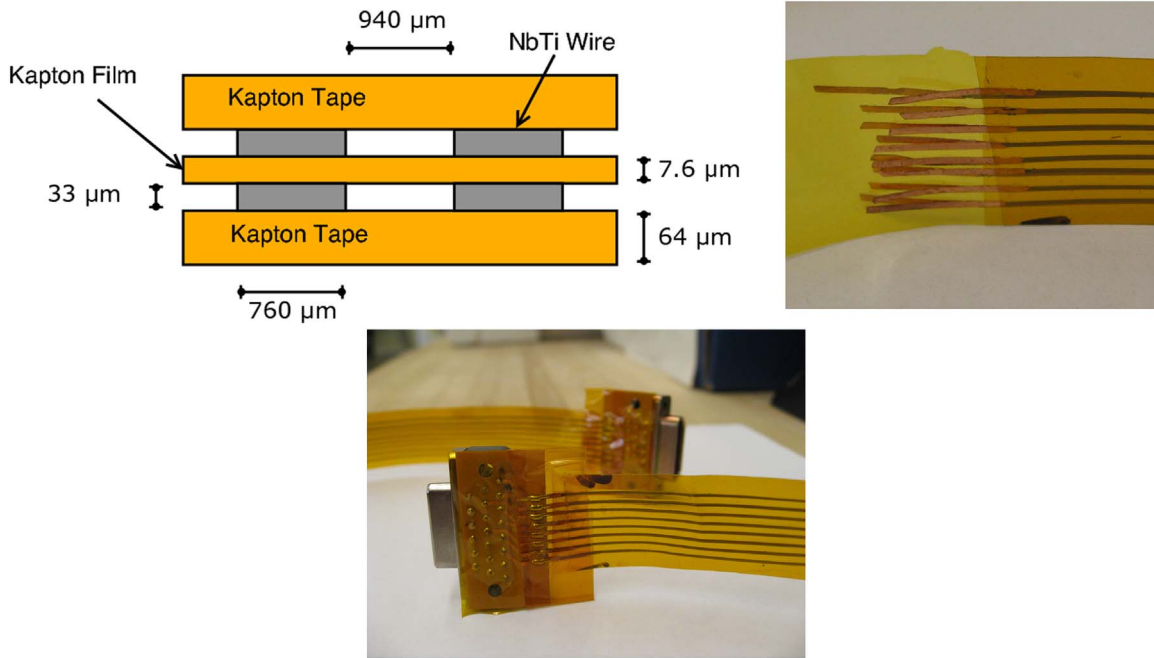 940 µm
NbTi Wire
Kapton Film
Kapton Tape
33 µm
7.6 µm
Kapton Tape
64 µm
760 µm